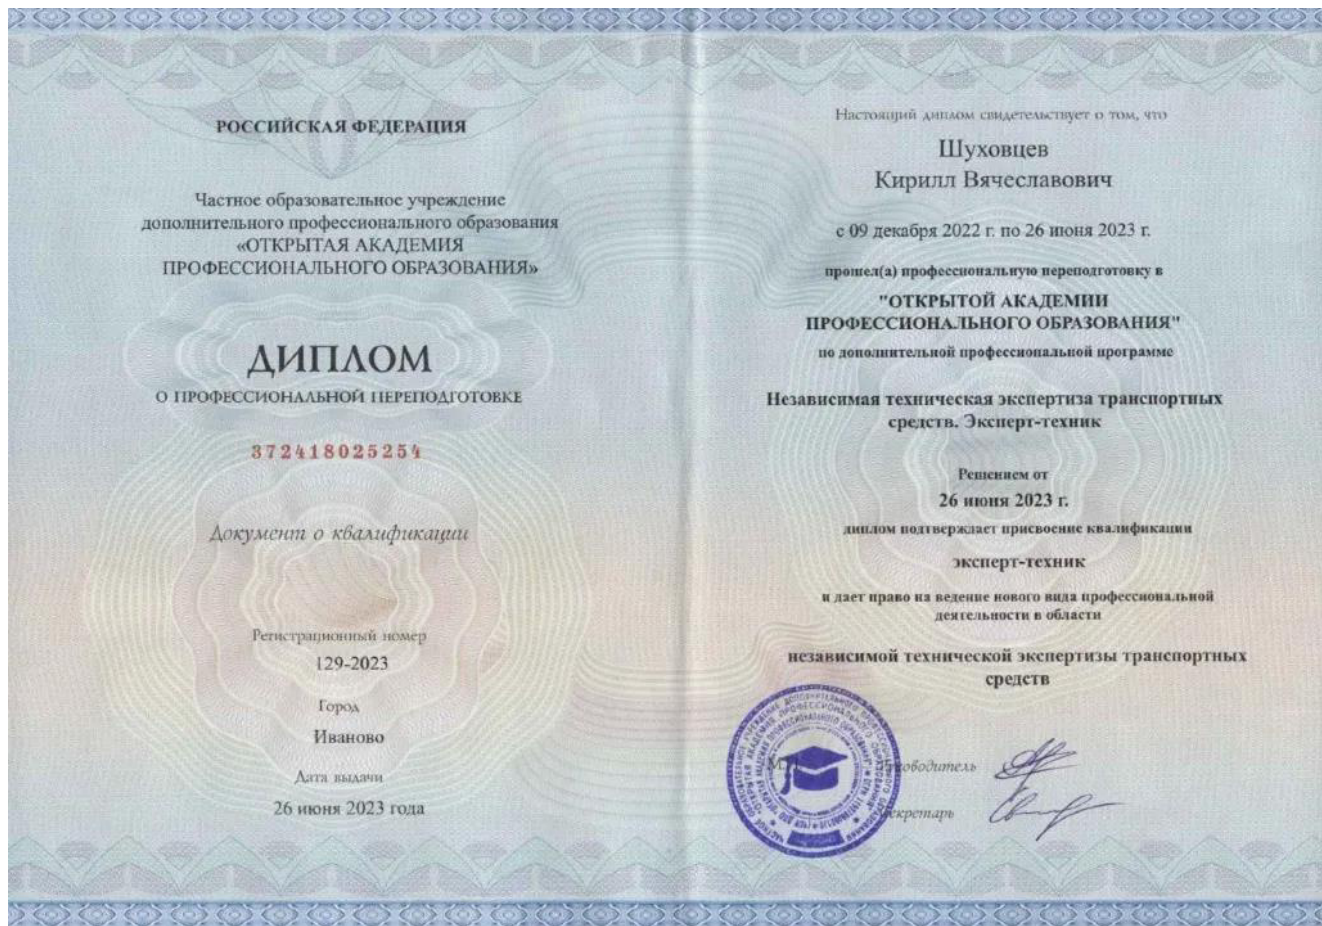 РОССИЙСКАЯ ФЕДЕРАЦИЯ
Частное образовательное учреждение
дополнительного профессионального образования
«ОТКРЫТАЯ АКАДЕМИЯ
ПРОФЕССИОНАЛЬНОГО ОБРАЗОВАНИЯ»
ДИПЛОМ
О ПРОФЕССИОНАЛЬНОЙ ПЕРЕПОДГОТОВКЕ
372418025254
Документ о квалификации
Регистрационный номер
129-2023
Город
Иваново
Дата выдачи
26 июня 2023 года
Настоящий диплом свидетельствует о том, что
Шуховцев
Кирилл Вячеславович
с 09 декабря 2022 г. по 26 июня 2023 г.
прошел(а) профессиональную переподготовку в
"ОТКРЫТОЙ АКАДЕМИИ
ПРОФЕССИОНАЛЬНОГО ОБРАЗОВАНИЯ"
по дополнительной профессиональной программе
Независимая техническая экспертиза транспортных
средств. Эксперт-техник
Решением от
26 июня 2023 г.
диплом подтверждает присвоение квалификации
эксперт-техник
и дает право на ведение нового вида профессиональной
деятельности в области
независимой технической экспертизы транспортных
средств
Руководитель
секретарь